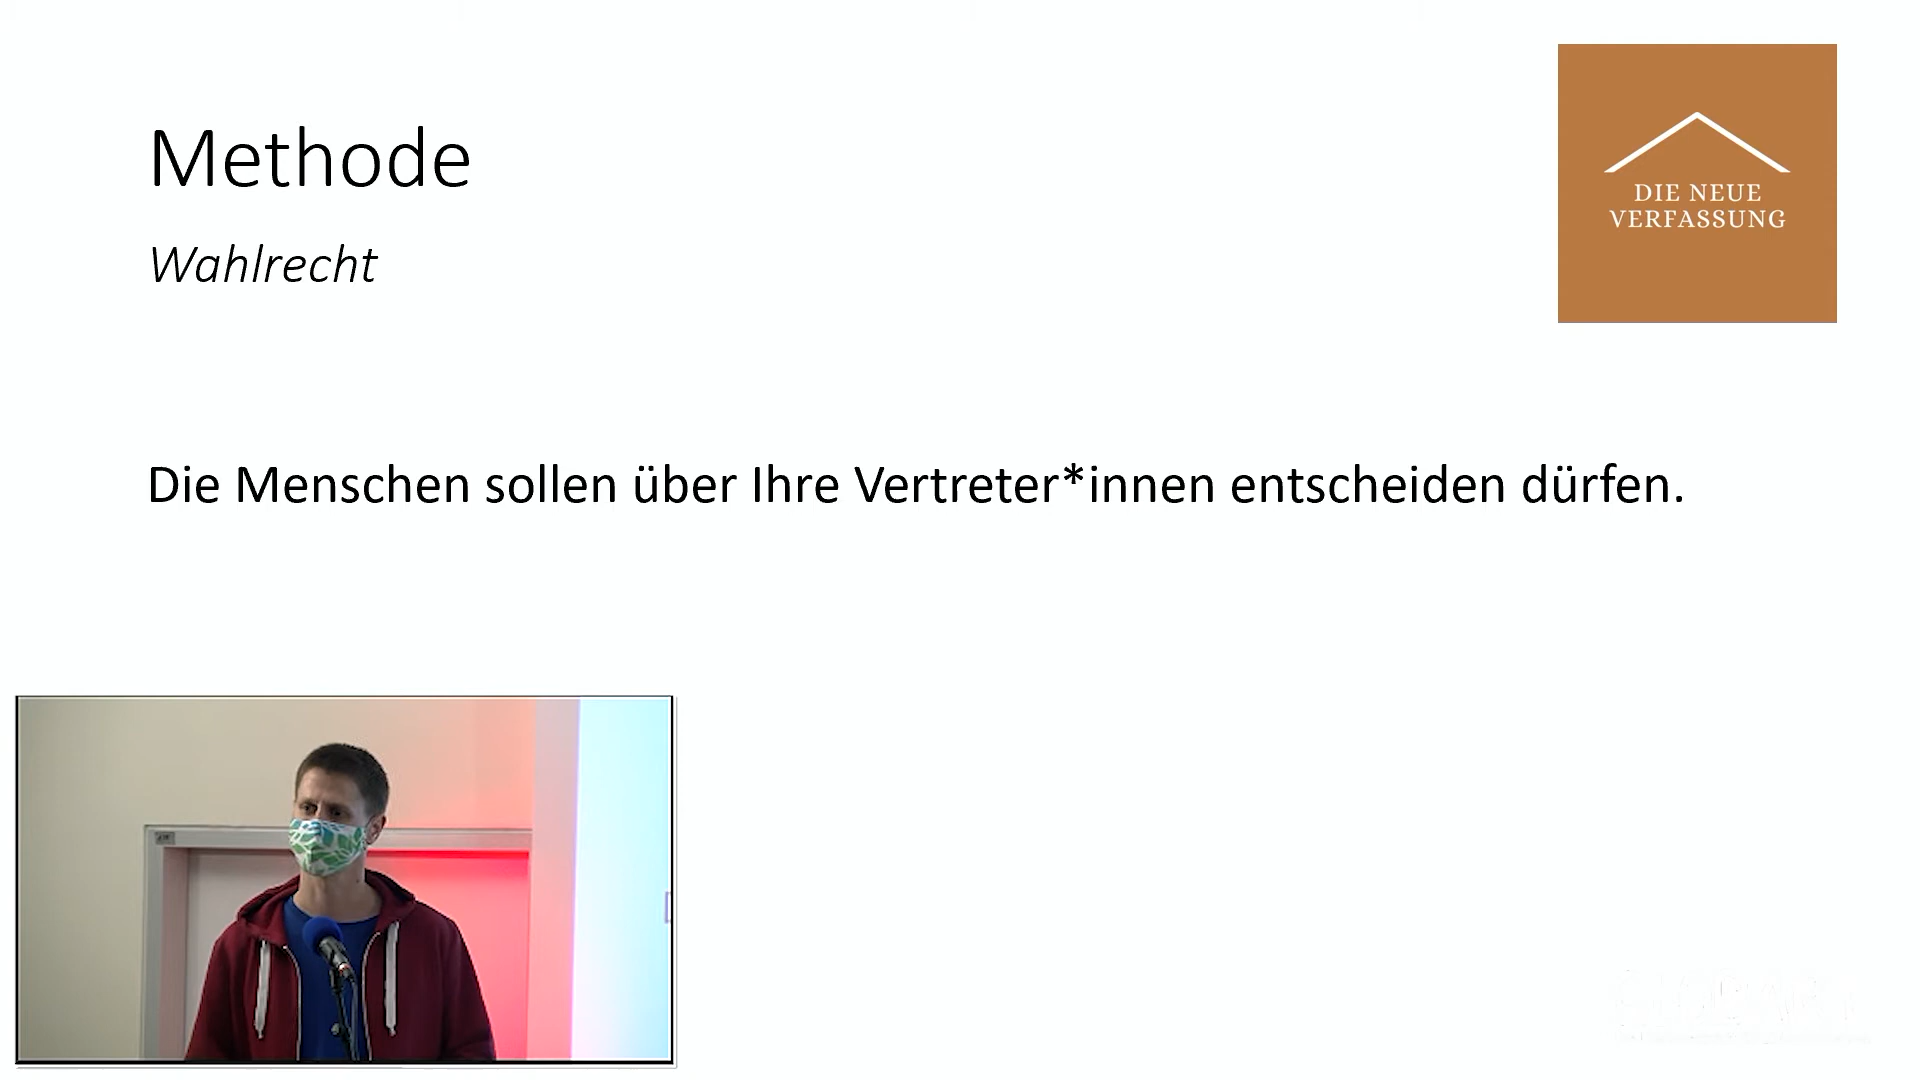 Methode
Wahlrecht
DIE NEUE
VERFASSUNG
Die Menschen sollen über Ihre Vertreter*innen entscheiden dürfen.